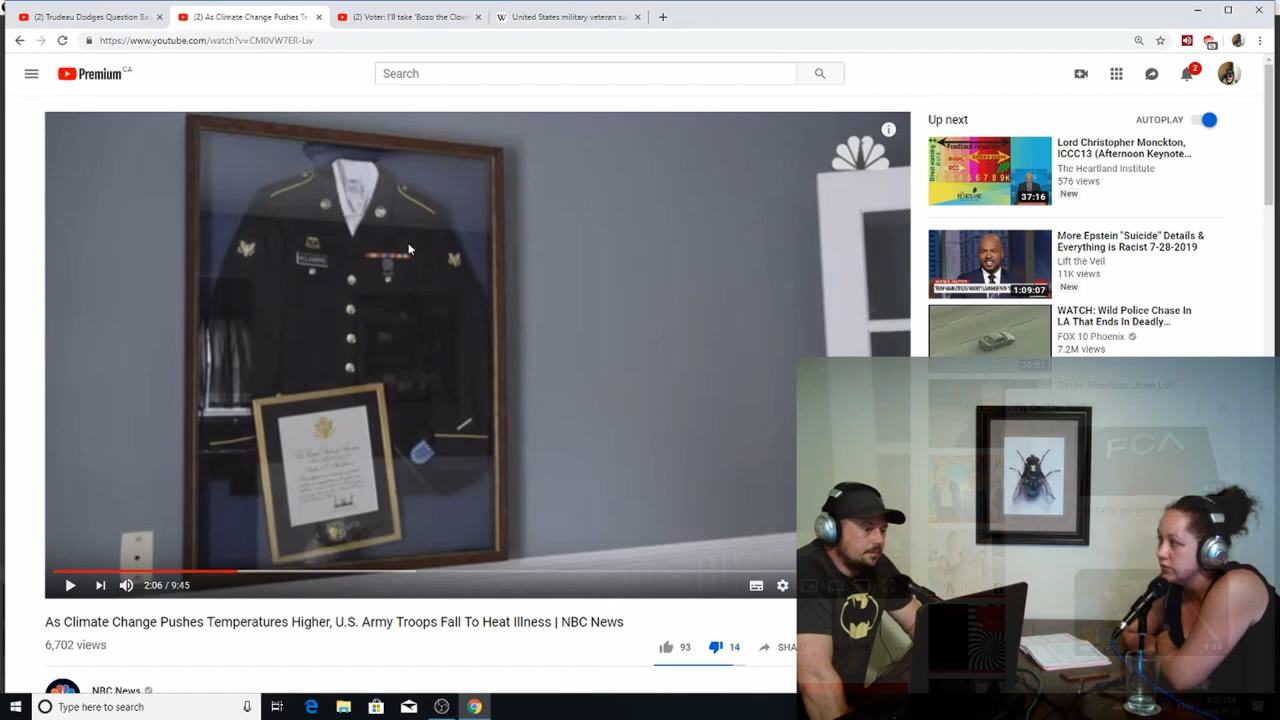 (2) Trudeau Dodges Question Ba
(2) As Climate Change Pushes Te
(2) Voter: I'll take 'Bozo the Clow
United States military veteran su
https://www.youtube.com/watch?v=CM0VW7ER-Lw
69
Premium CA
Search
2
Up next
AUTOPLAY
Lord Christopher Monckton,
ICCC13 (Afternoon Keynote...
The Heartland Institute
576 views
New
37:16
More Epstein "Suicide" Details &
Everything is Racist 7-28-2019
Lift the Veil
11K views
New
1:09:07
WATCH: Wild Police Chase In
LA That Ends In Deadly...
FOX 10 Phoenix
7.2M views
2:06 / 9:45
As Climate Change Pushes Temperatures Higher, U.S. Army Troops Fall To Heat Illness | NBC News
6,702 views
93
14
SHA
NBC News
Type here to search